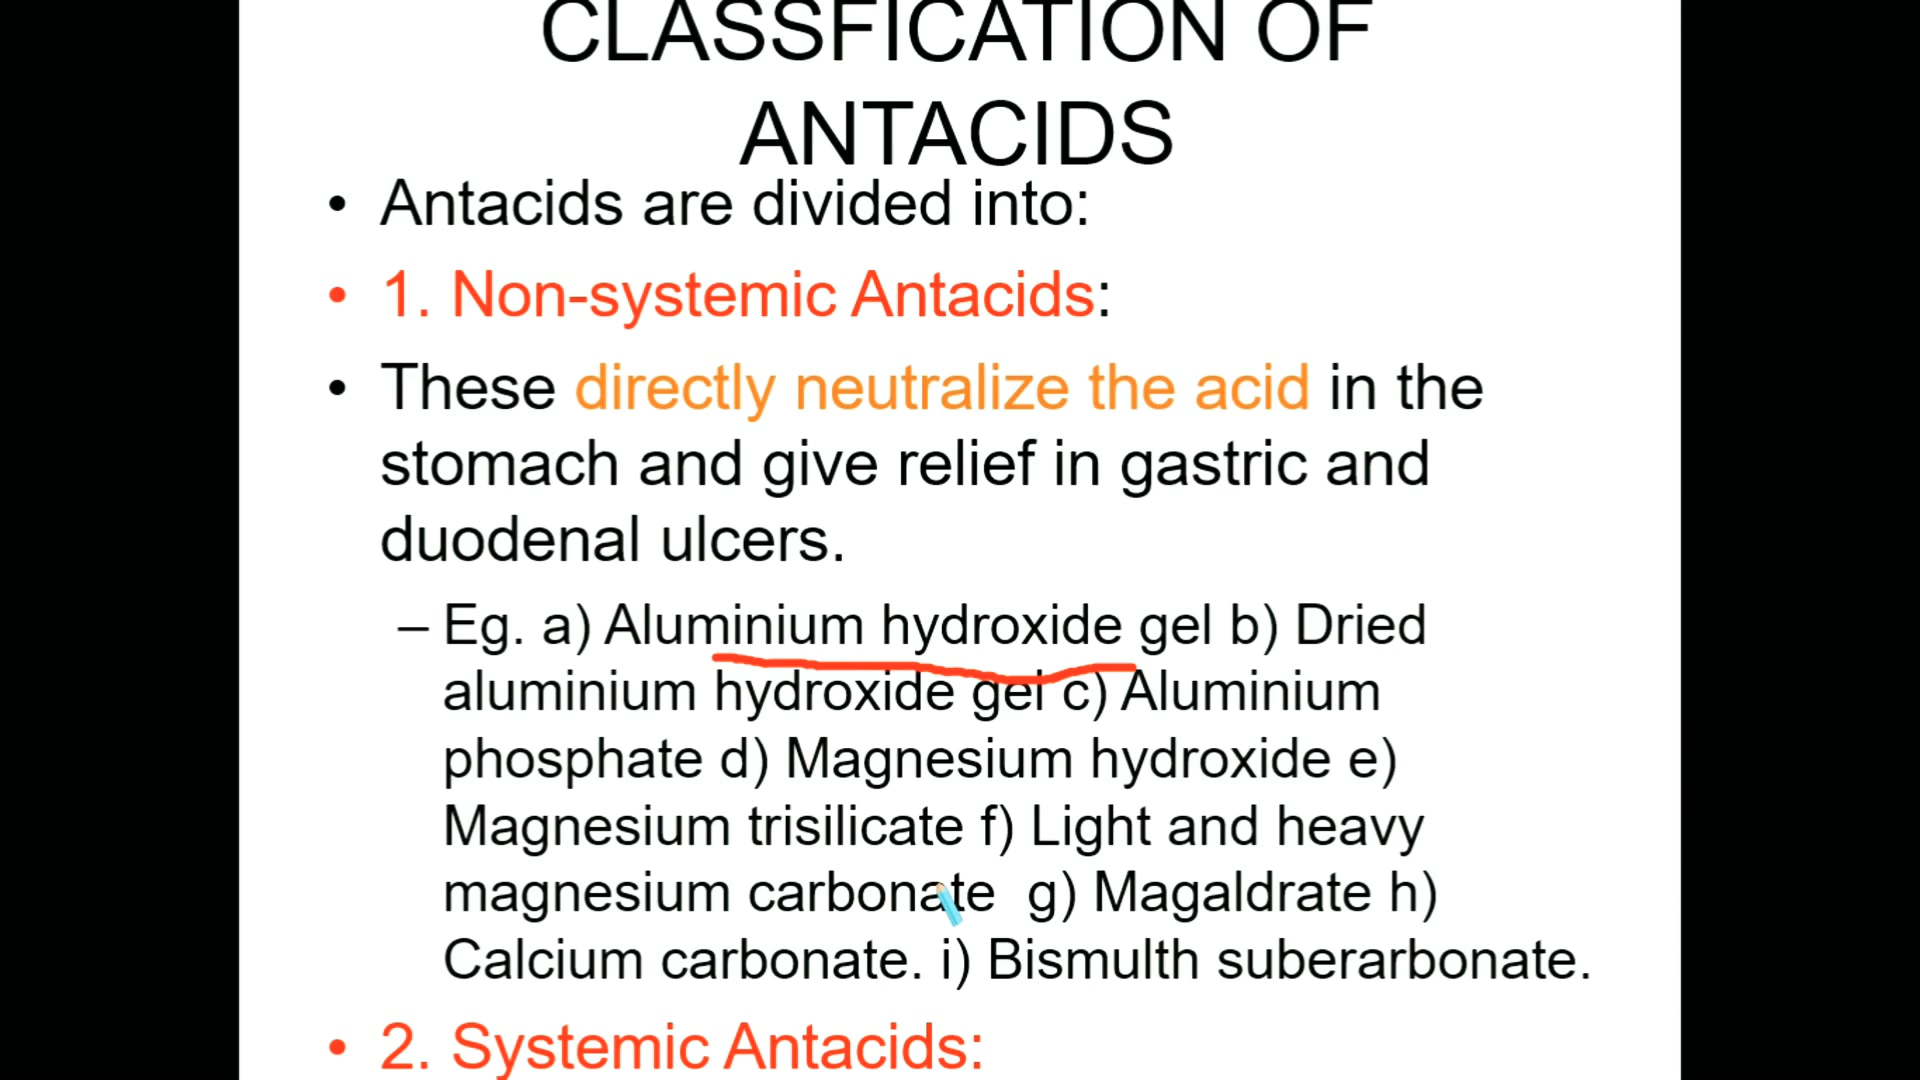 CLASSFICATION OF
ANTACIDS
• Antacids are divided into:
• 1. Non-systemic Antacids:
• These directly neutralize the acid in the
stomach and give relief in gastric and
duodenal ulcers.
– Eg. a) Aluminium hydroxide gel b) Dried
aluminium hydroxide gel c) Aluminium
phosphate d) Magnesium hydroxide e)
Magnesium trisilicate f) Light and heavy
magnesium carbonate g) Magaldrate h)
Calcium carbonate. i) Bismulth suberarbonate.
• 2. Systemic Antacids: